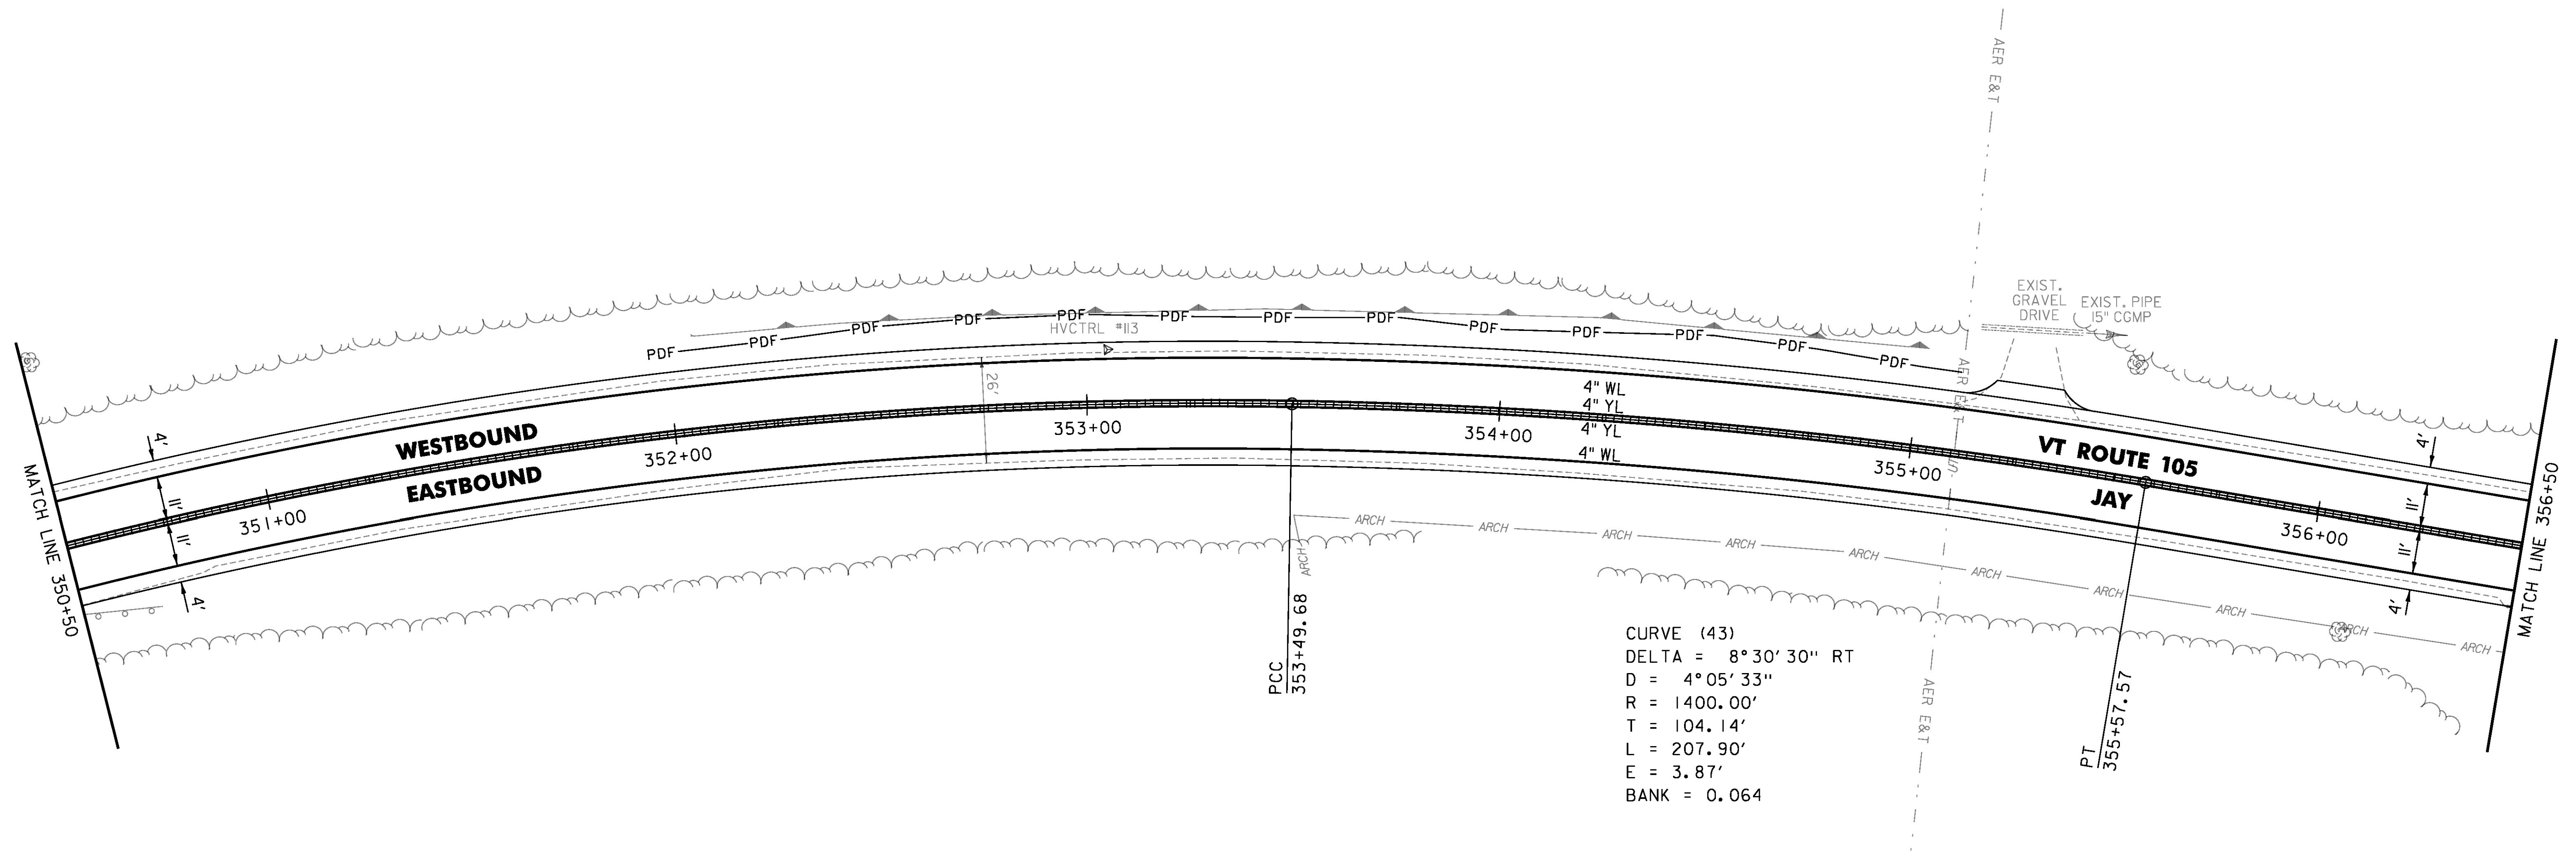 AER E&T
EXIST.
GRAVEL
DRIVE
EXIST. PIPE
15" CGMP
HVCTRL #113
PDF PDF PDF PDF PDF PDF PDF PDF PDF PDF PDF PDF PDF
AER E&T
26'
4" WL
4" YL
4" YL
4" WL
WESTBOUND
EASTBOUND
VT ROUTE 105
JAY
4'
11'
11'
4'
4'
11'
11'
4'
351+00
352+00
353+00
354+00
355+00
356+00
MATCH LINE 350+50
MATCH LINE 356+50
ARCH ARCH ARCH ARCH ARCH ARCH ARCH ARCH ARCH ARCH
ARCH
PCC
353+49.68
PT
355+57.57
AER E&T
CURVE (43)
DELTA = 8°30'30" RT
D = 4°05'33"
R = 1400.00'
T = 104.14'
L = 207.90'
E = 3.87'
BANK = 0.064